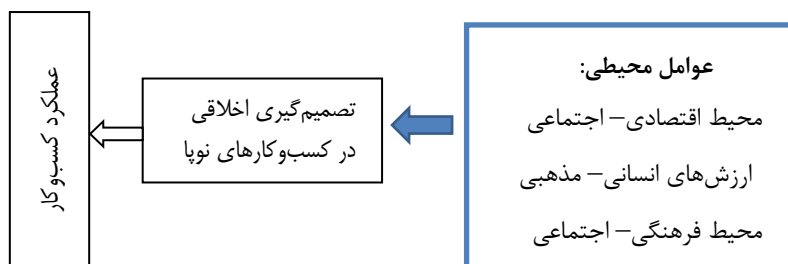 عوامل محیطی:
محیط اقتصادی– اجتماعی
ارزش‌های انسانی– مذهبی
محیط فرهنگی– اجتماعی
تصمیم‌گیری اخلاقی
در کسب‌وکارهای نوپا
عملکرد کسب‌وکار